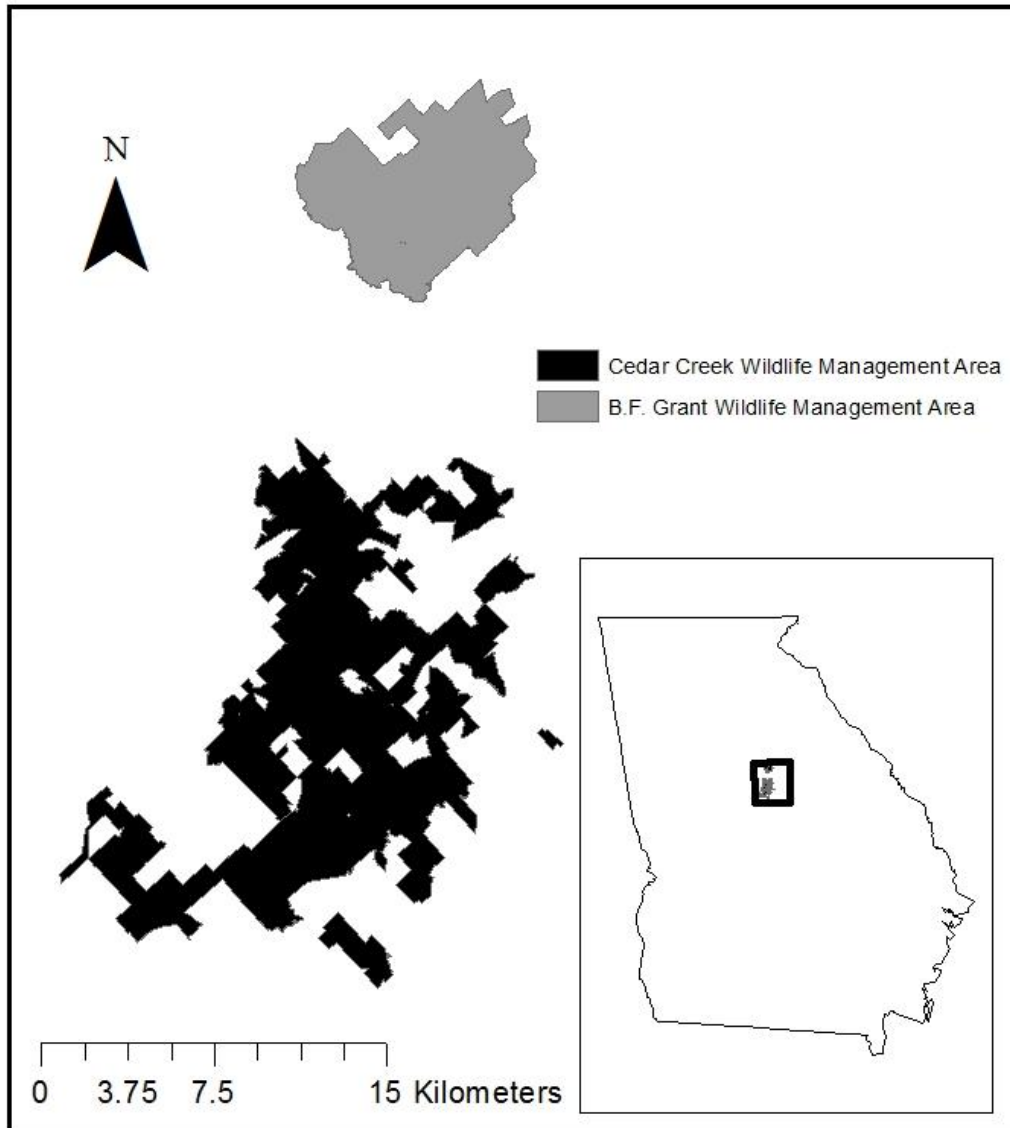 N
Cedar Creek Wildlife Management Area
B.F. Grant Wildlife Management Area
0 3.75 7.5 15 Kilometers